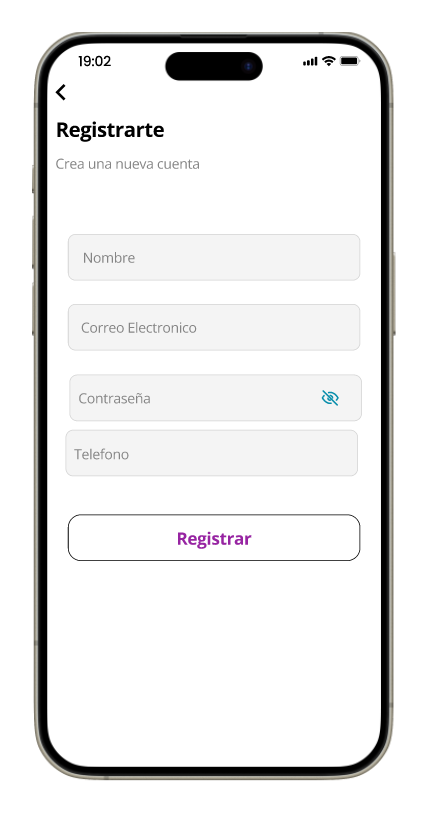 19:02
Registrarte
Crea una nueva cuenta
Nombre
Correo Electronico
Contraseña
Telefono
Registrar